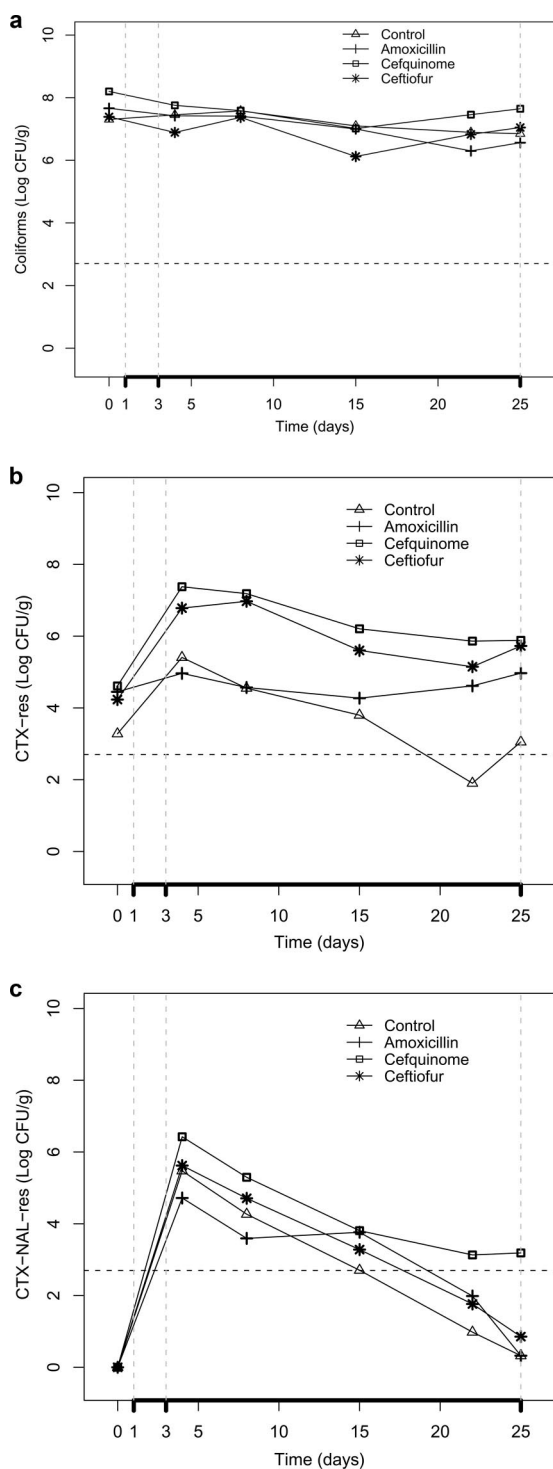 a
Control
Amoxicillin
Cefquinome
Ceftiofur
10
8
6
4
2
0
Coliforms (Log CFU/g)
0 1 3 5 10 15 20 25
Time (days)
b
Control
Amoxicillin
Cefquinome
Ceftiofur
10
8
6
4
2
0
CTX−res (Log CFU/g)
0 1 3 5 10 15 20 25
Time (days)
c
Control
Amoxicillin
Cefquinome
Ceftiofur
10
8
6
4
2
0
CTX−NAL−res (Log CFU/g)
0 1 3 5 10 15 20 25
Time (days)